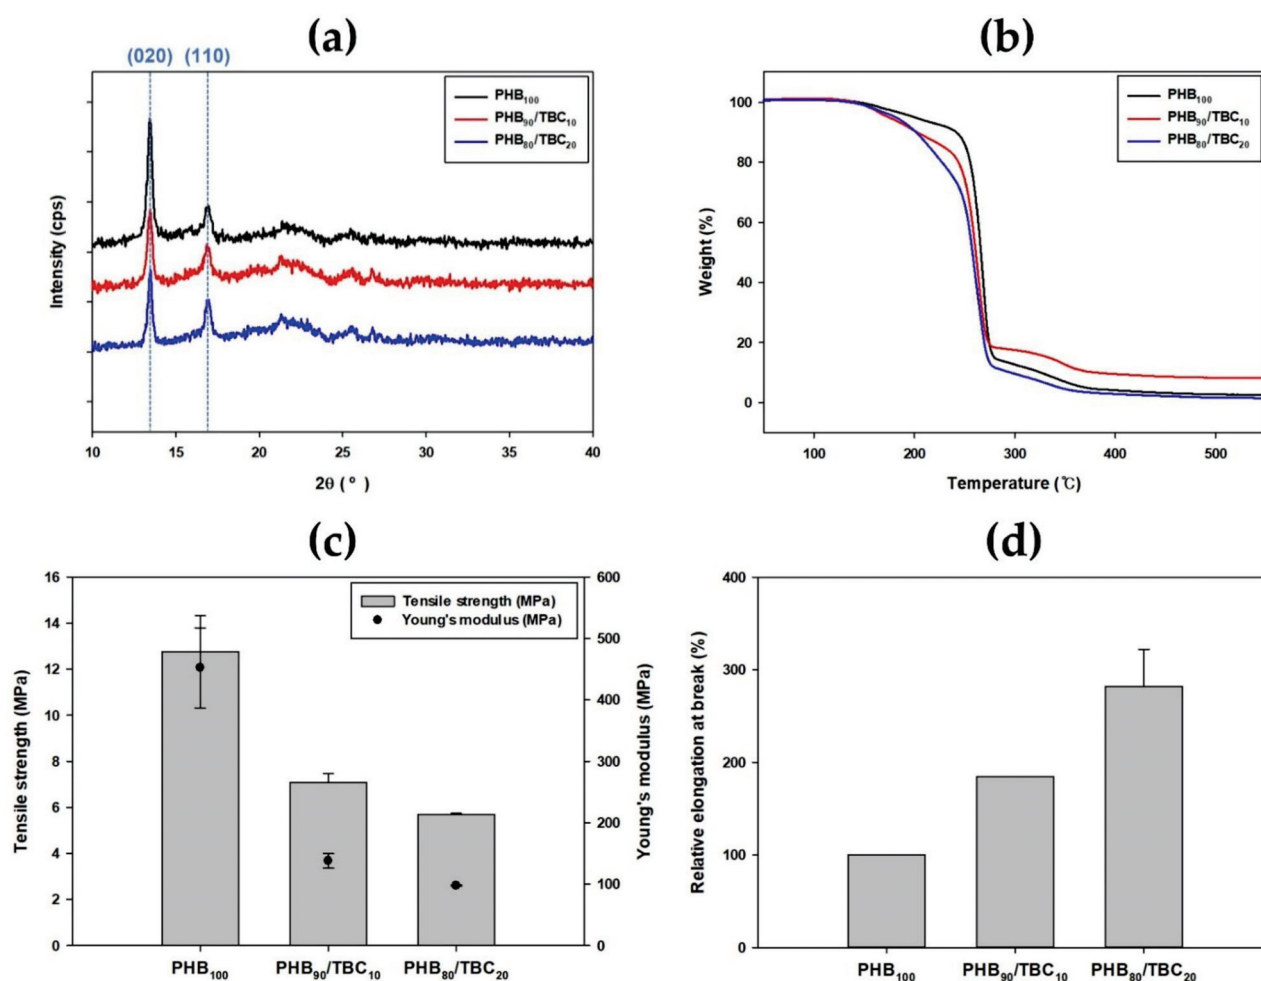 (a)
(020) (110)
PHB₁₀₀
PHB₉₀/TBC₁₀
PHB₈₀/TBC₂₀
Intensity (cps)
10 15 20 25 30 35 40
2θ ( º )
(b)
PHB₁₀₀
PHB₉₀/TBC₁₀
PHB₈₀/TBC₂₀
Weight (%)
100
80
60
40
20
0
100 200 300 400 500
Temperature (℃)
(c)
Tensile strength (MPa)
Young's modulus (MPa)
Tensile strength (MPa)
16
14
12
10
8
6
4
2
0
Young's modulus (MPa)
600
500
400
300
200
100
0
PHB₁₀₀ PHB₉₀/TBC₁₀ PHB₈₀/TBC₂₀
(d)
Relative elongation at break (%)
400
300
200
100
0
PHB₁₀₀ PHB₉₀/TBC₁₀ PHB₈₀/TBC₂₀